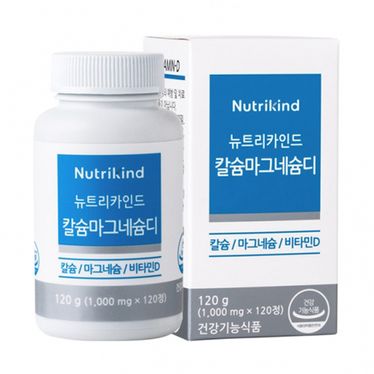 Nutrikind
뉴트리카인드
칼슘마그네슘디
칼슘/마그네슘/비타민D
120 g (1,000 mg × 120정)
Nutrikind
뉴트리카인드
칼슘마그네슘디
칼슘/마그네슘/비타민D
120 g
(1,000 mg × 120정)
건강기능식품
건강
기능식품